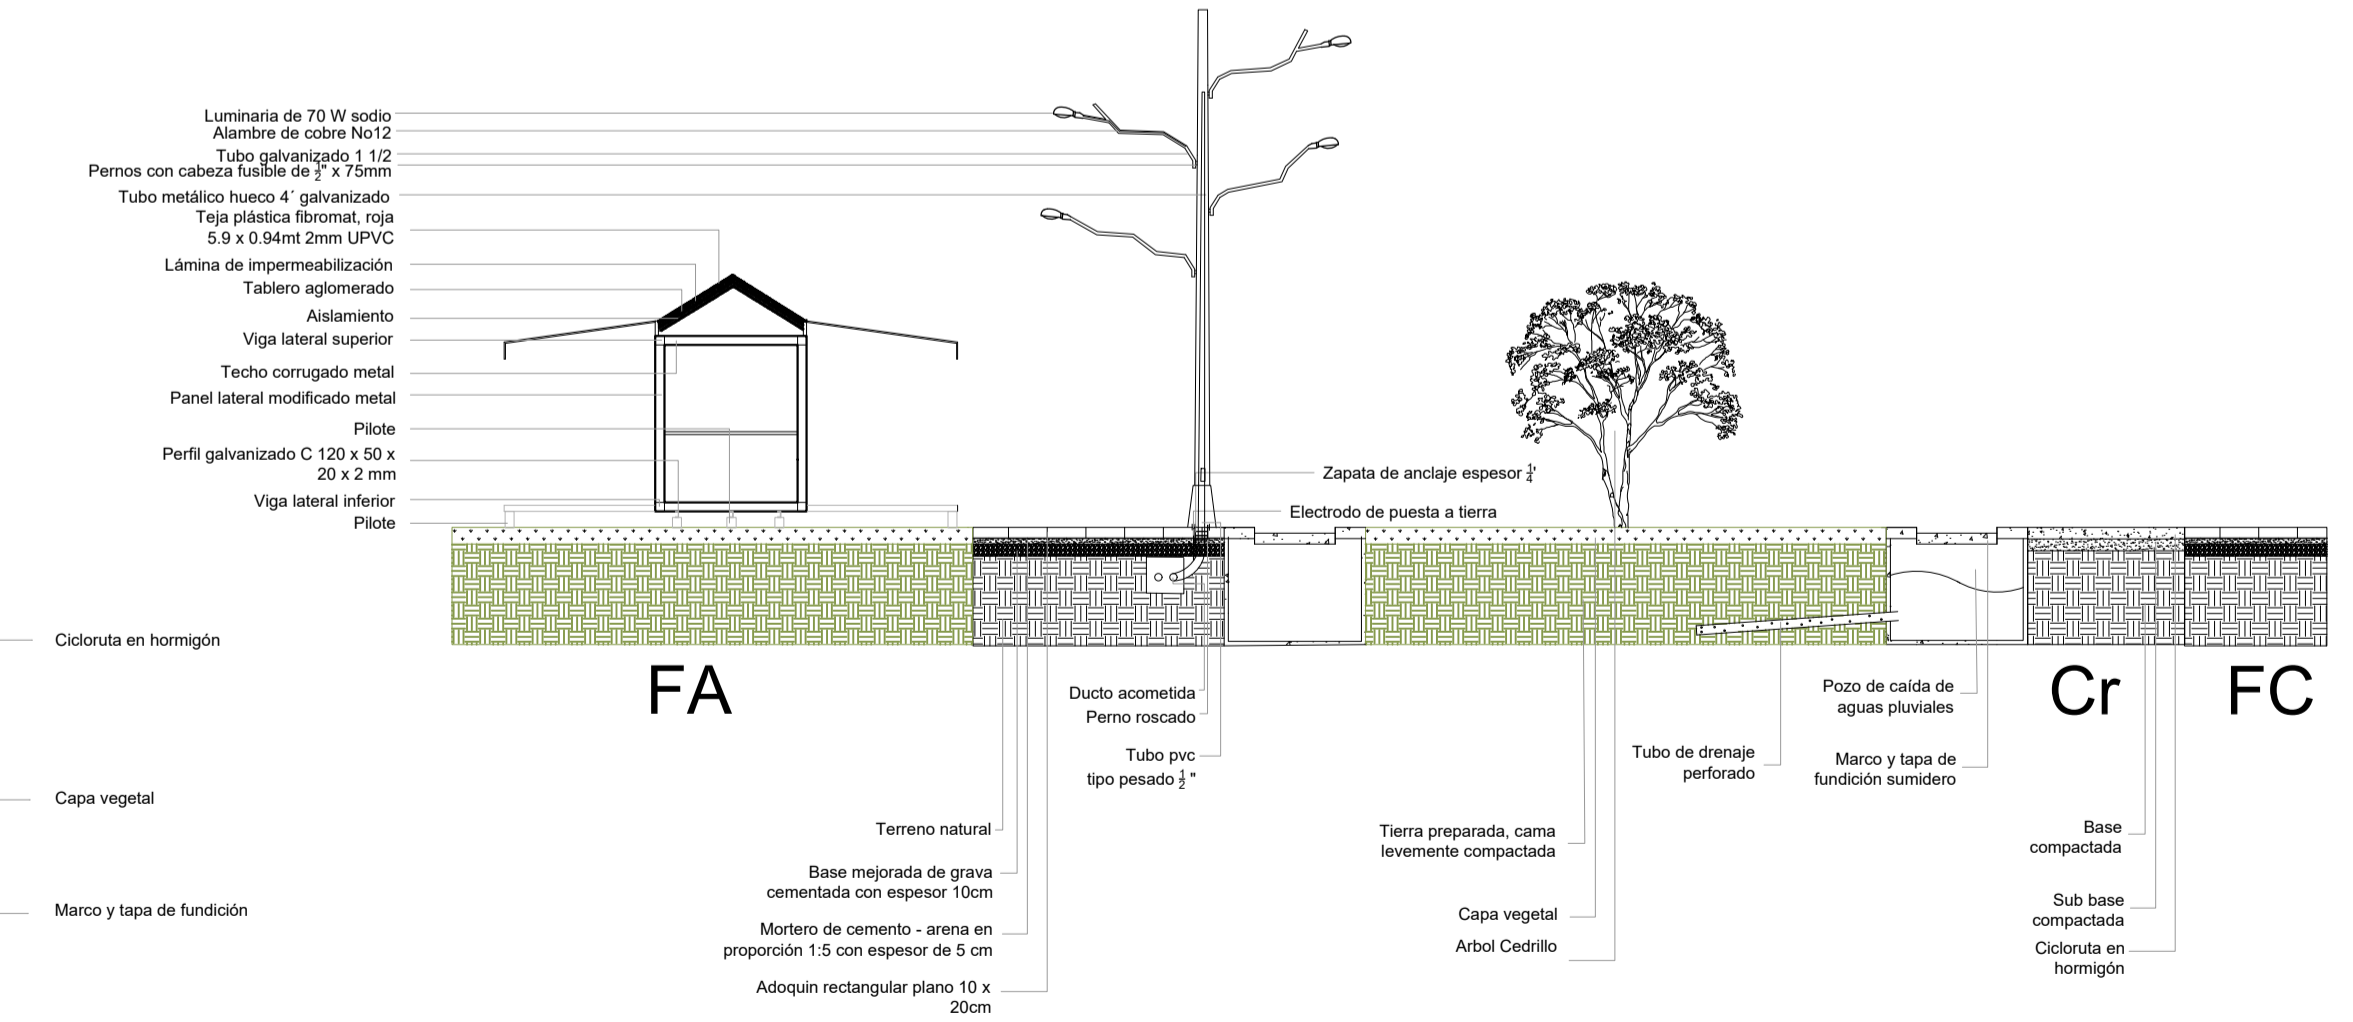 Luminaria de 70 W sodio
Alambre de cobre No12
Tubo galvanizado 1 1/2
Pernos con cabeza fusible de 1/2" x 75mm
Tubo metálico hueco 4´ galvanizado
Teja plástica fibromat, roja
5.9 x 0.94mt 2mm UPVC
Lámina de impermeabilización
Tablero aglomerado
Aislamiento
Viga lateral superior
Techo corrugado metal
Panel lateral modificado metal
Pilote
Perfil galvanizado C 120 x 50 x
20 x 2 mm
Viga lateral inferior
Pilote
Zapata de anclaje espesor 1/4'
Electrodo de puesta a tierra
Cicloruta en hormigón
Capa vegetal
Marco y tapa de fundición
FA
Cr
FC
Ducto acometida
Perno roscado
Tubo pvc
tipo pesado 1/2 "
Terreno natural
Base mejorada de grava
cementada con espesor 10cm
Mortero de cemento - arena en
proporción 1:5 con espesor de 5 cm
Adoquin rectangular plano 10 x
20cm
Pozo de caída de
aguas pluviales
Tubo de drenaje
perforado
Marco y tapa de
fundición sumidero
Tierra preparada, cama
levemente compactada
Capa vegetal
Arbol Cedrillo
Base
compactada
Sub base
compactada
Cicloruta en
hormigón